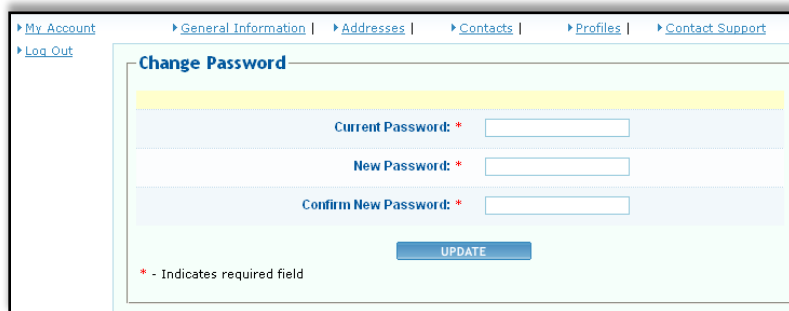 My Account General Information | Addresses | Contacts | Profiles | Contact Support
Log Out
Change Password
Current Password: *
New Password: *
Confirm New Password: *
UPDATE
* - Indicates required field